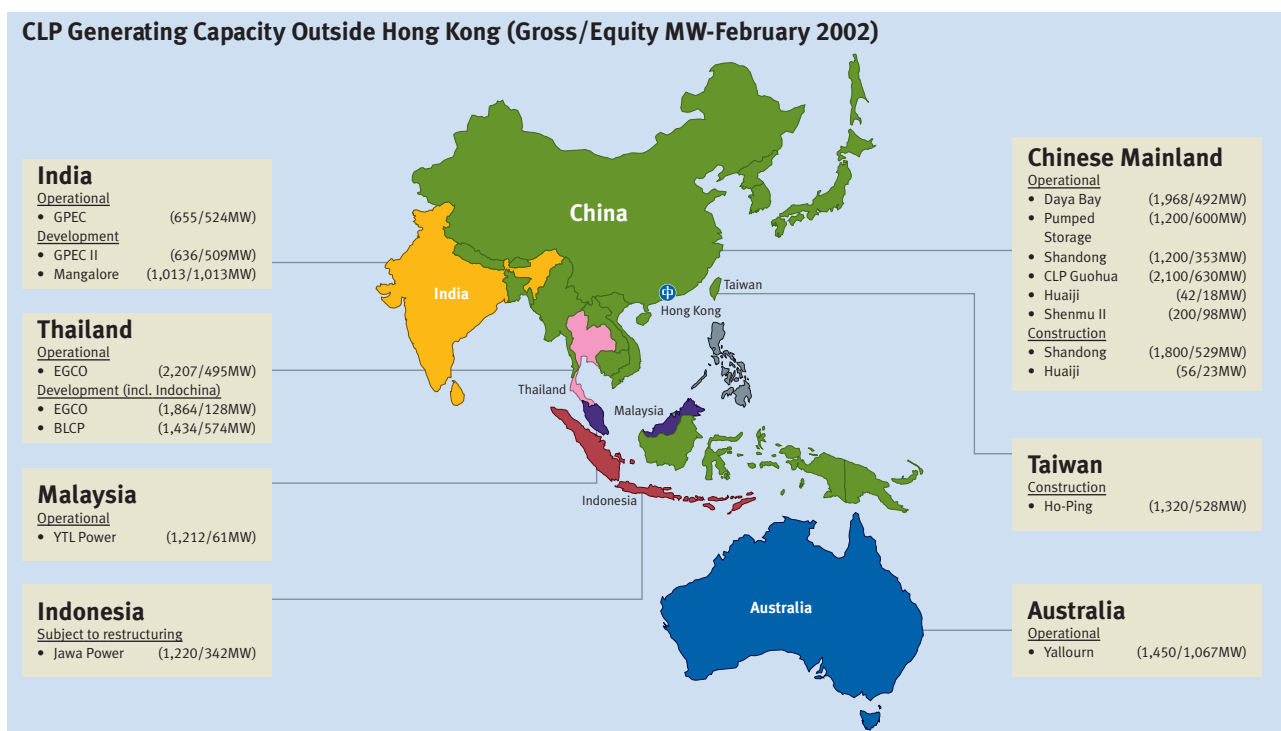 CLP Generating Capacity Outside Hong Kong (Gross/Equity MW-February 2002)
India
Operational
• GPEC (655/524MW)
Development
• GPEC II (636/509MW)
• Mangalore (1,013/1,013MW)
Thailand
Operational
• EGCO (2,207/495MW)
Development (incl. Indochina)
• EGCO (1,864/128MW)
• BLCP (1,434/574MW)
Malaysia
Operational
• YTL Power (1,212/61MW)
Indonesia
Subject to restructuring
• Jawa Power (1,220/342MW)
China
India
Taiwan
中
Hong Kong
Thailand
Malaysia
Indonesia
Australia
Chinese Mainland
Operational
• Daya Bay (1,968/492MW)
• Pumped (1,200/600MW)
Storage
• Shandong (1,200/353MW)
• CLP Guohua (2,100/630MW)
• Huaiji (42/18MW)
• Shenmu II (200/98MW)
Construction
• Shandong (1,800/529MW)
• Huaiji (56/23MW)
Taiwan
Construction
• Ho-Ping (1,320/528MW)
Australia
Operational
• Yallourn (1,450/1,067MW)